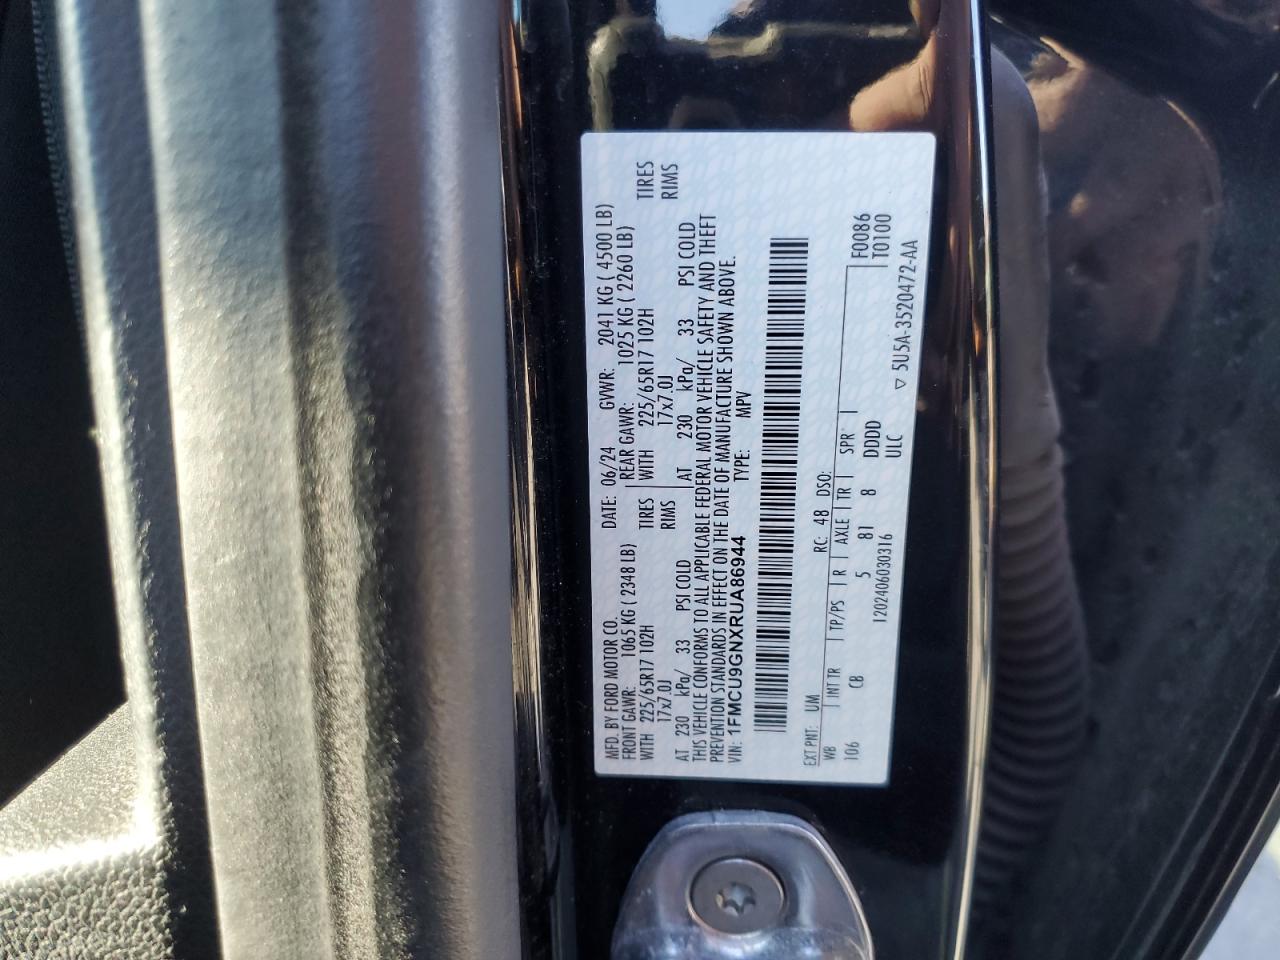 MFD. BY FORD MOTOR CO. DATE: 06/24 GVWR: 2041 KG ( 4500 LB)
FRONT GAWR: 1065 KG ( 2348 LB) REAR GAWR: 1025 KG ( 2260 LB)
WITH 225/65R17 102H TIRES WITH 225/65R17 102H TIRES
17x7.0J RIMS 17x7.0J RIMS
AT 230 kPa/ 33 PSI COLD AT 230 kPa/ 33 PSI COLD
THIS VEHICLE CONFORMS TO ALL APPLICABLE FEDERAL MOTOR VEHICLE SAFETY AND THEFT
PREVENTION STANDARDS IN EFFECT ON THE DATE OF MANUFACTURE SHOWN ABOVE.
VIN: 1FMCU9GNXRUA86944 TYPE: MPV
EXT PNT: UM RC: 48 DSO:
WB INT TR TP/PS R AXLE TR SPR F0086
106 CB 5 81 8 DDDD T0100
1202406030316 ULC
5U5A-3520472-AA